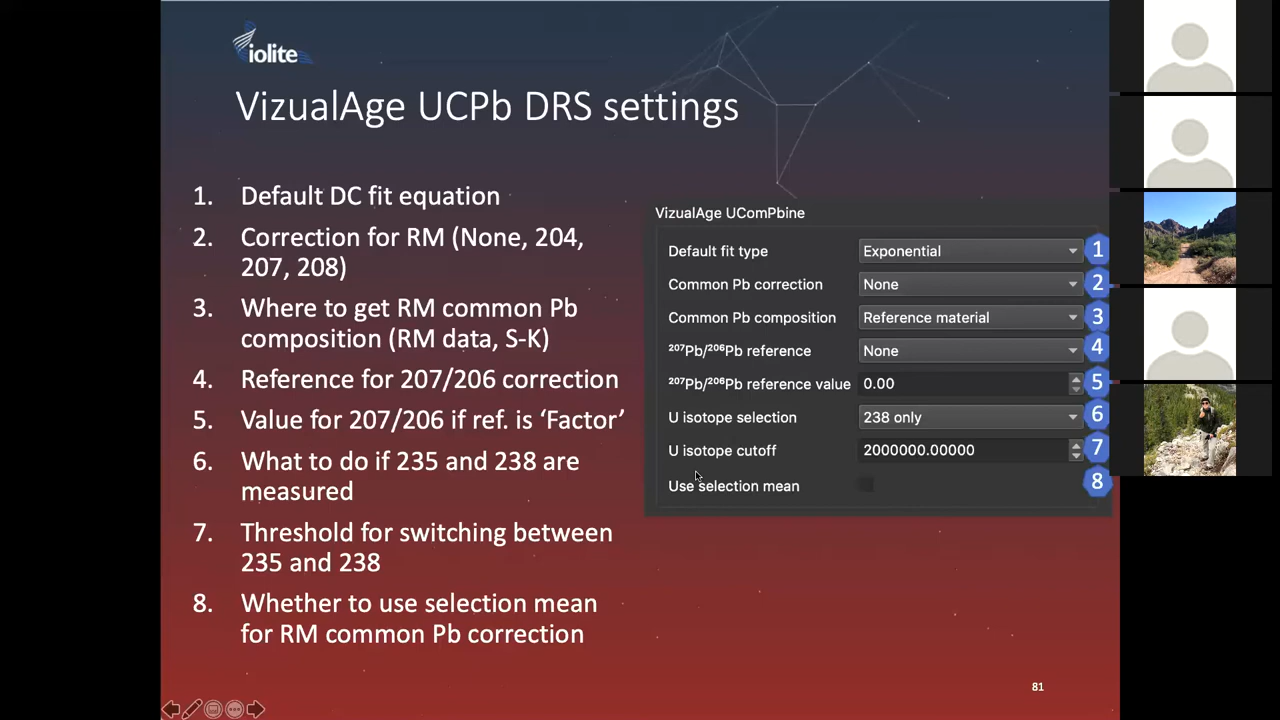 iolite
VizualAge UCPb DRS settings
1. Default DC fit equation
2. Correction for RM (None, 204,
207, 208)
3. Where to get RM common Pb
composition (RM data, S-K)
4. Reference for 207/206 correction
5. Value for 207/206 if ref. is ‘Factor’
6. What to do if 235 and 238 are
measured
7. Threshold for switching between
235 and 238
8. Whether to use selection mean
for RM common Pb correction
VizualAge UComPbine
Default fit type Exponential 1
Common Pb correction None 2
Common Pb composition Reference material 3
²⁰⁷Pb/²⁰⁶Pb reference None 4
²⁰⁷Pb/²⁰⁶Pb reference value 0.00 5
U isotope selection 238 only 6
U isotope cutoff 2000000.00000 7
Use selection mean 8
81